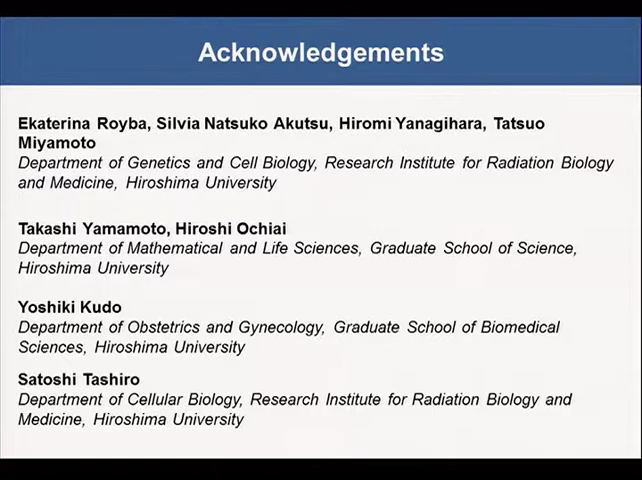 Acknowledgements
Ekaterina Royba, Silvia Natsuko Akutsu, Hiromi Yanagihara, Tatsuo
Miyamoto
Department of Genetics and Cell Biology, Research Institute for Radiation Biology
and Medicine, Hiroshima University
Takashi Yamamoto, Hiroshi Ochiai
Department of Mathematical and Life Sciences, Graduate School of Science,
Hiroshima University
Yoshiki Kudo
Department of Obstetrics and Gynecology, Graduate School of Biomedical
Sciences, Hiroshima University
Satoshi Tashiro
Department of Cellular Biology, Research Institute for Radiation Biology and
Medicine, Hiroshima University